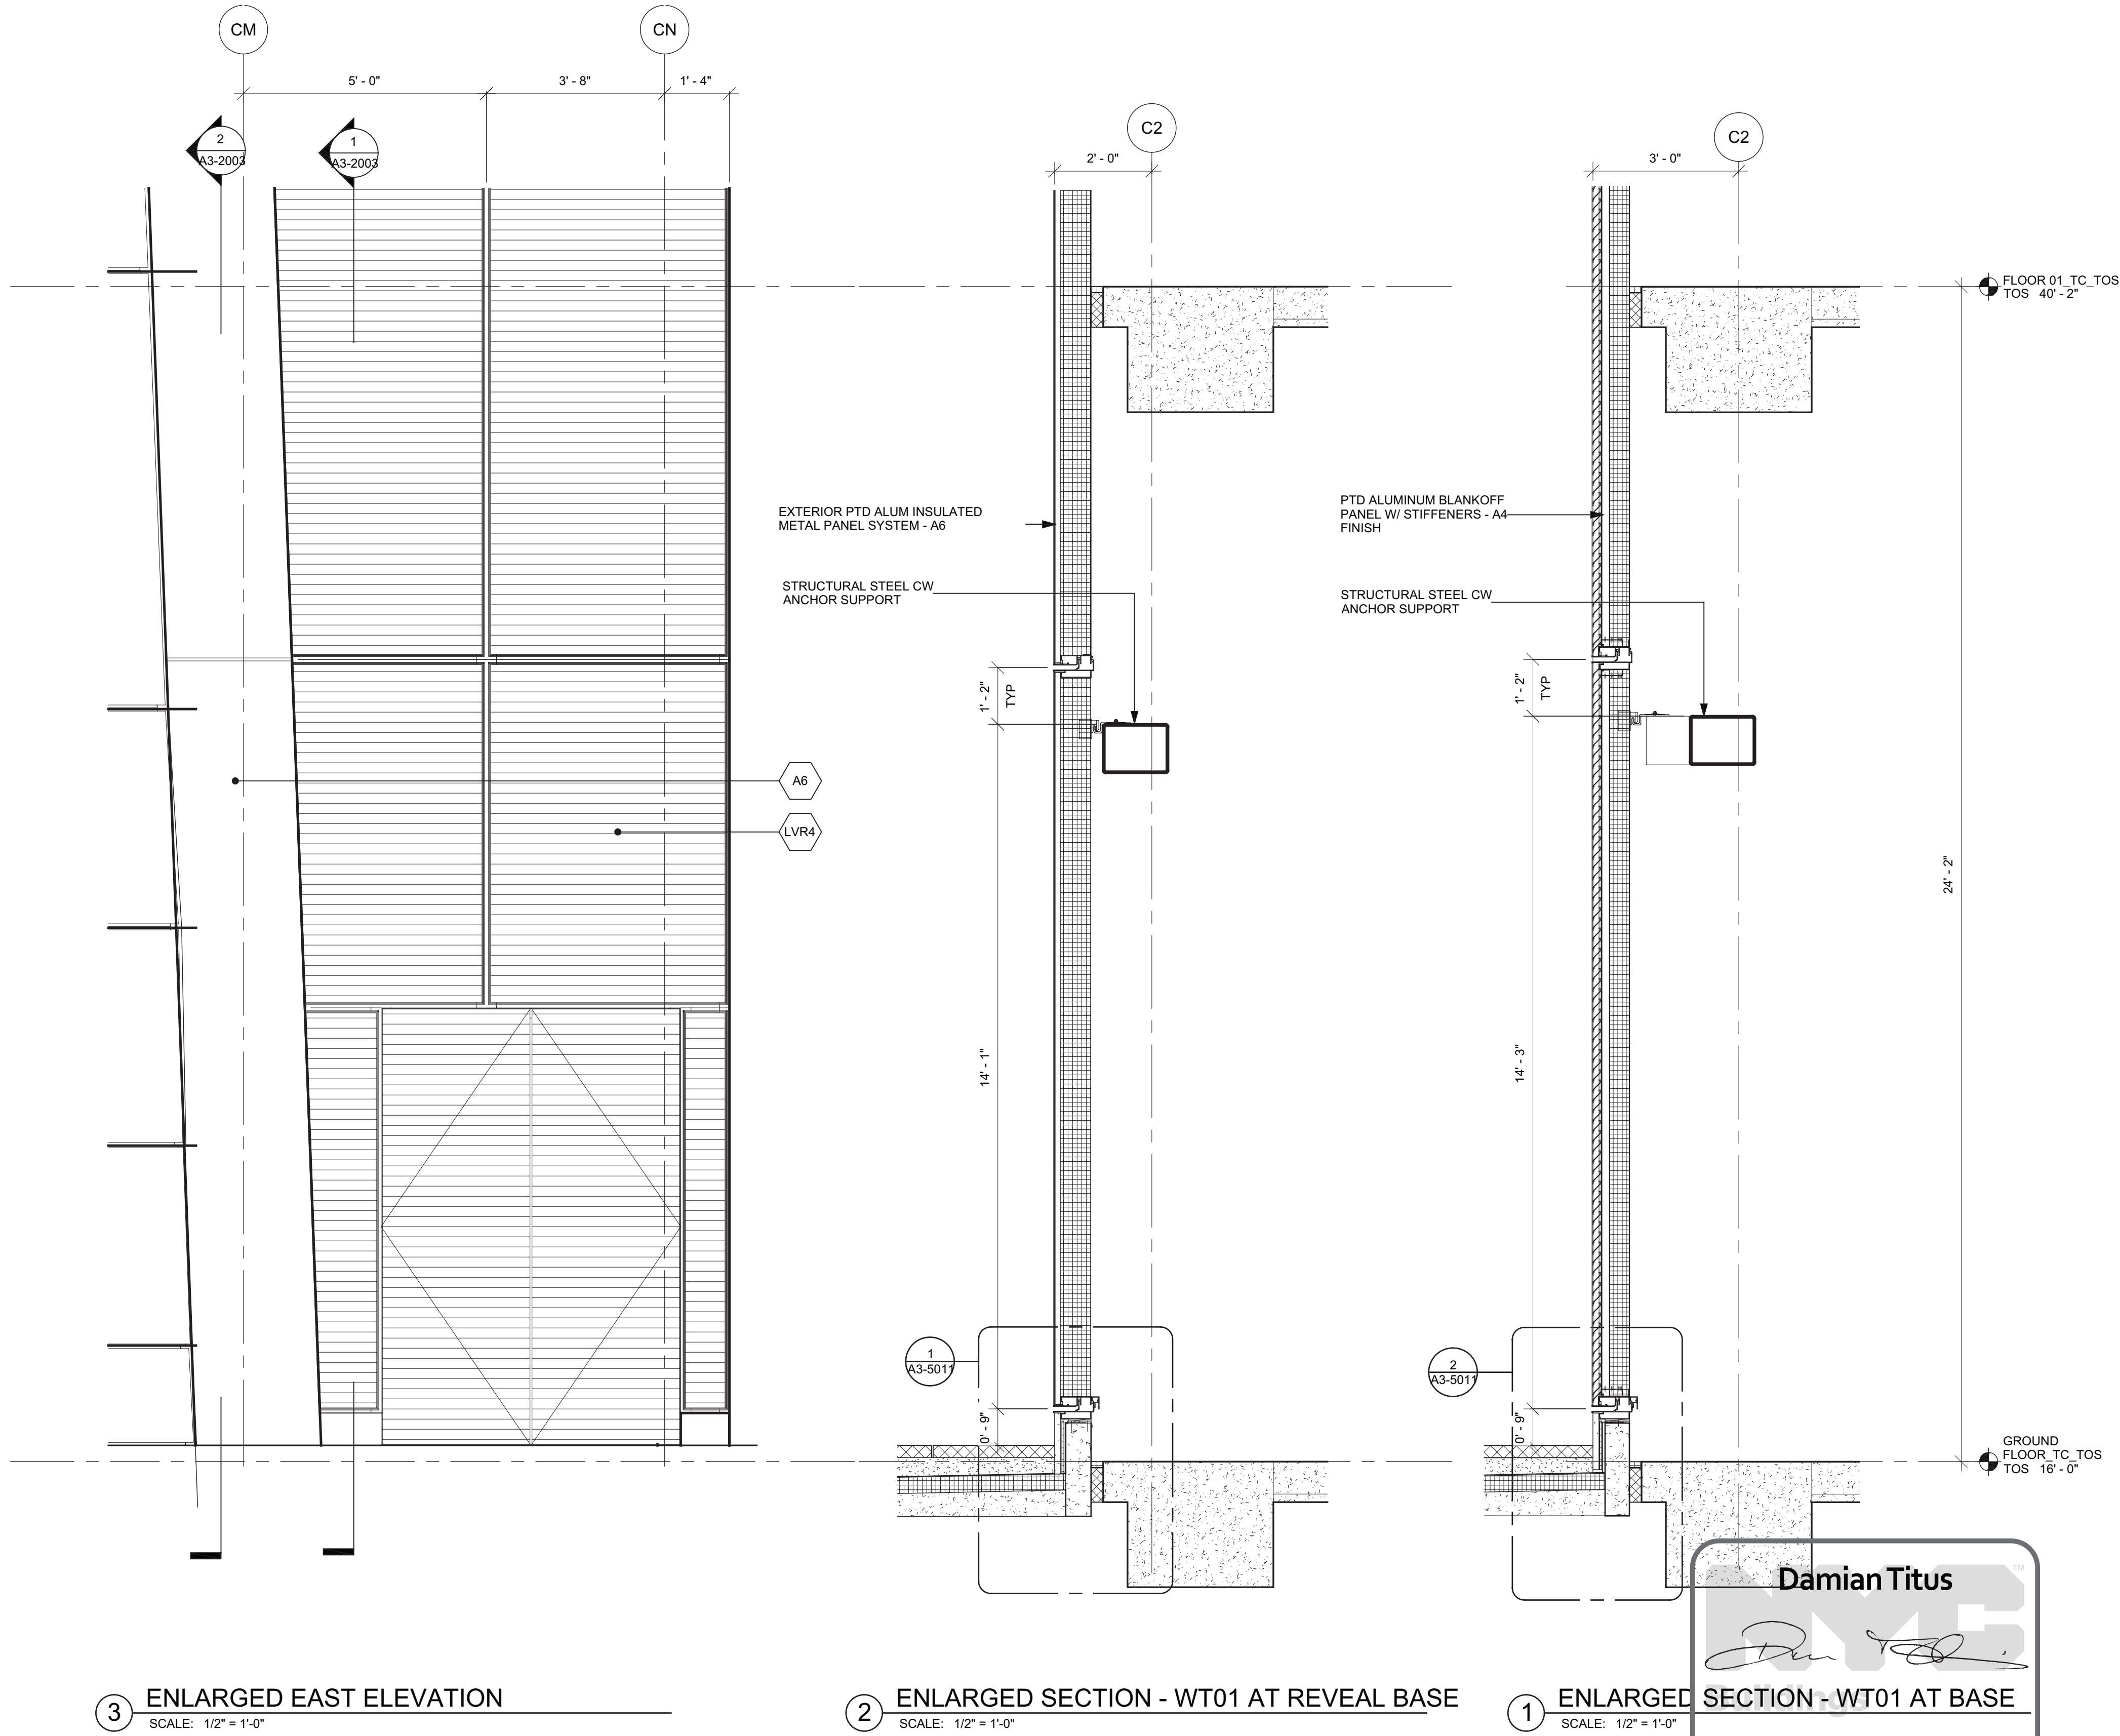 CM
CN
5' - 0"
3' - 8"
1' - 4"
2
A3-2003
1
A3-2003
A6
LVR4
3
ENLARGED EAST ELEVATION
SCALE: 1/2" = 1'-0"
C2
2' - 0"
EXTERIOR PTD ALUM INSULATED
METAL PANEL SYSTEM - A6
STRUCTURAL STEEL CW
ANCHOR SUPPORT
1' - 2"
TYP
14' - 1"
1
A3-5011
0' - 9"
2
ENLARGED SECTION - WT01 AT REVEAL BASE
SCALE: 1/2" = 1'-0"
C2
3' - 0"
PTD ALUMINUM BLANKOFF
PANEL W/ STIFFENERS - A4
FINISH
STRUCTURAL STEEL CW
ANCHOR SUPPORT
1' - 2"
TYP
14' - 3"
2
A3-5011
0' - 9"
FLOOR 01_TC_TOS
TOS 40' - 2"
24' - 2"
GROUND
FLOOR_TC_TOS
TOS 16' - 0"
1
ENLARGED SECTION - WT01 AT BASE
SCALE: 1/2" = 1'-0"
Damian Titus
NYC
TM
Buildings